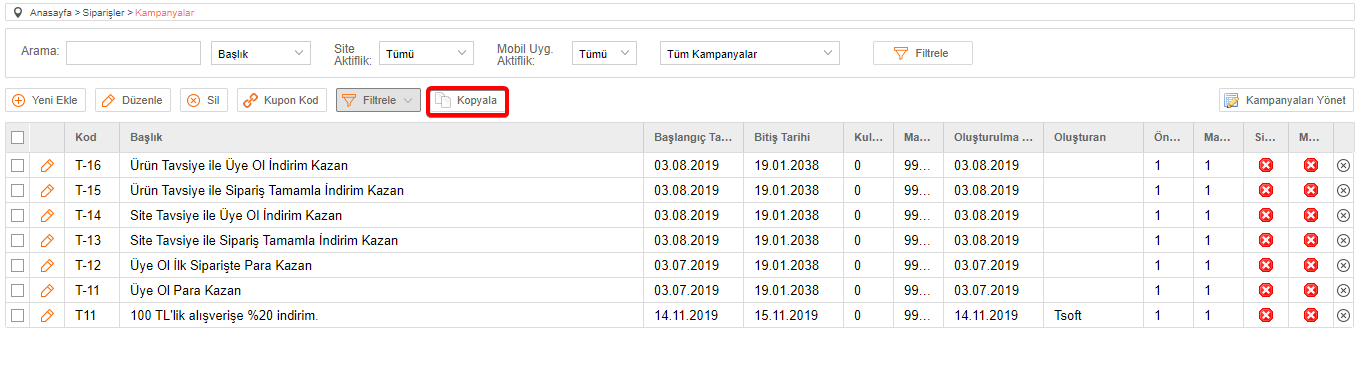 Anasayfa > Siparişler > Kampanyalar
Arama: Başlık Site Aktiflik: Tümü Mobil Uyg. Aktiflik: Tümü Tüm Kampanyalar Filtrele
Yeni Ekle Düzenle Sil Kupon Kod Filtrele Kopyala Kampanyaları Yönet
Kod Başlık Başlangıç Ta... Bitiş Tarihi Kul... Ma... Oluşturulma ... Oluşturan Ön... Ma... Si... M...
T-16 Ürün Tavsiye ile Üye Ol İndirim Kazan 03.08.2019 19.01.2038 0 99... 03.08.2019 1 1
T-15 Ürün Tavsiye ile Sipariş Tamamla İndirim Kazan 03.08.2019 19.01.2038 0 99... 03.08.2019 1 1
T-14 Site Tavsiye ile Üye Ol İndirim Kazan 03.08.2019 19.01.2038 0 99... 03.08.2019 1 1
T-13 Site Tavsiye ile Sipariş Tamamla İndirim Kazan 03.08.2019 19.01.2038 0 99... 03.08.2019 1 1
T-12 Üye Ol İlk Siparişte Para Kazan 03.07.2019 19.01.2038 0 99... 03.07.2019 1 1
T-11 Üye Ol Para Kazan 03.07.2019 19.01.2038 0 99... 03.07.2019 1 1
T11 100 TL'lik alışverişe %20 indirim. 14.11.2019 15.11.2019 0 99... 14.11.2019 Tsoft 1 1